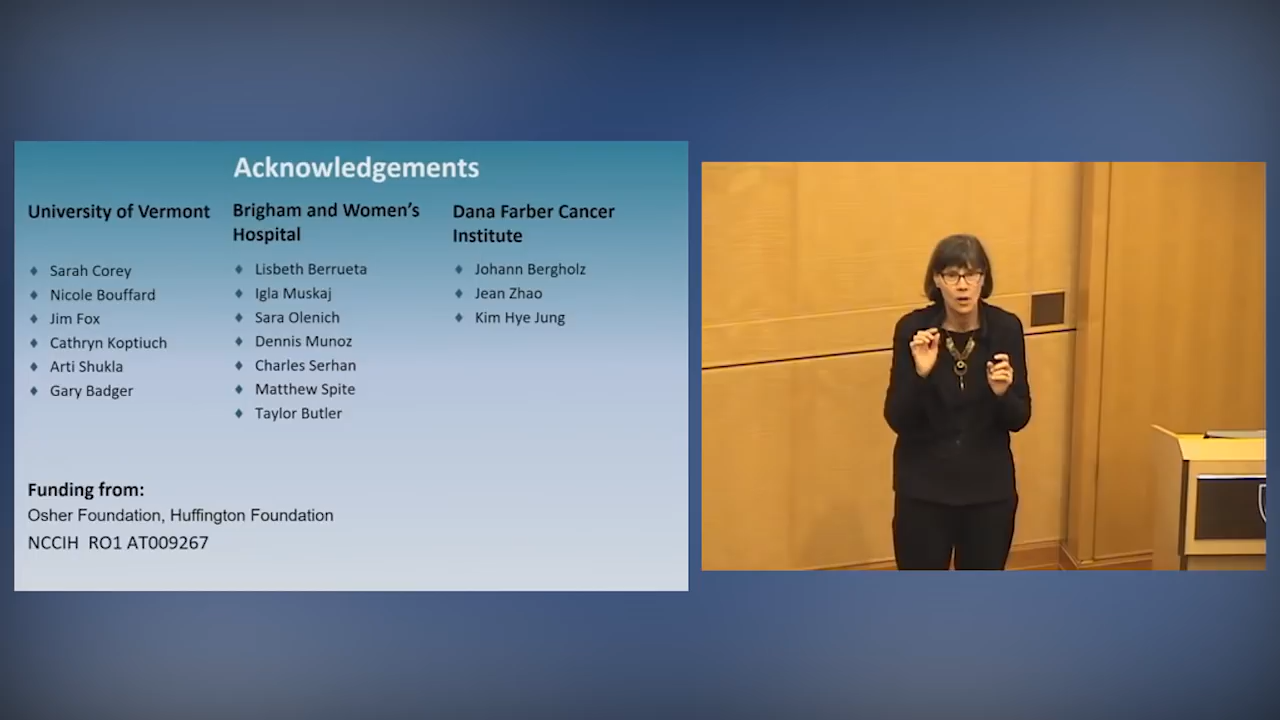 Acknowledgements
University of Vermont
Sarah Corey
Nicole Bouffard
Jim Fox
Cathryn Koptiuch
Arti Shukla
Gary Badger
Brigham and Women's
Hospital
Lisbeth Berrueta
Igla Muskaj
Sara Olenich
Dennis Munoz
Charles Serhan
Matthew Spite
Taylor Butler
Dana Farber Cancer
Institute
Johann Bergholz
Jean Zhao
Kim Hye Jung
Funding from:
Osher Foundation, Huffington Foundation
NCCIH RO1 AT009267